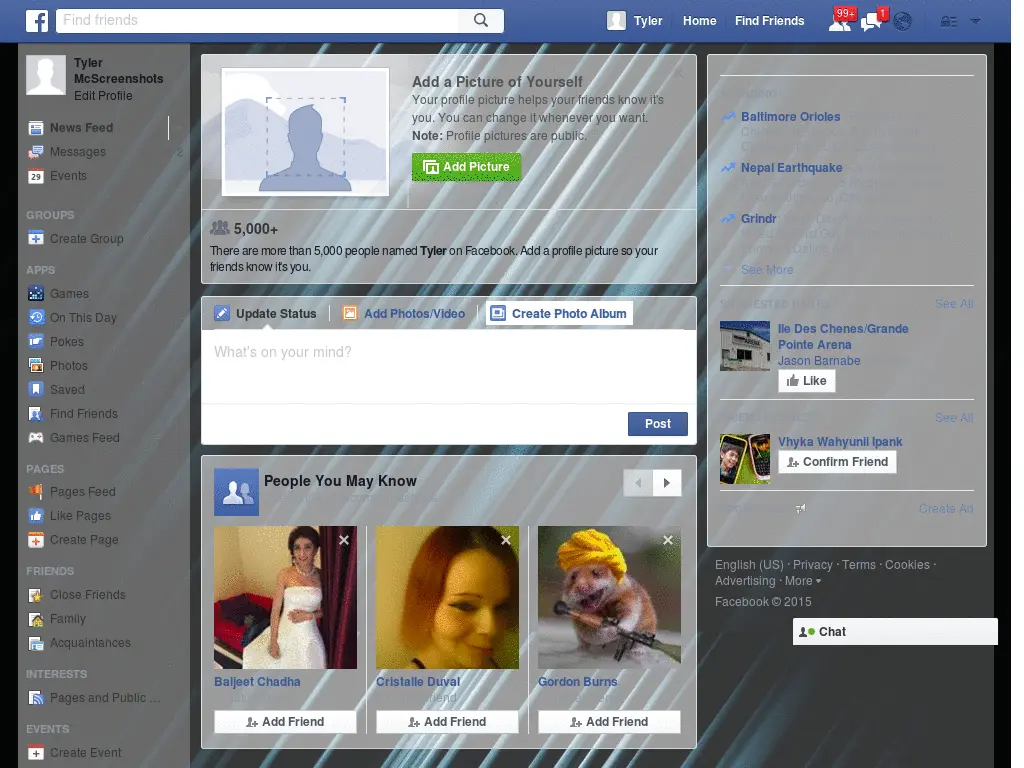 f
Find friends
Tyler
Home
Find Friends
99+
1
Tyler
McScreenshots
Edit Profile
News Feed
Messages
2
29
Events
GROUPS
Create Group
APPS
Games
On This Day
Pokes
Photos
Saved
Find Friends
Games Feed
PAGES
Pages Feed
Like Pages
Create Page
FRIENDS
Close Friends
Family
Acquaintances
INTERESTS
Pages and Public ...
EVENTS
Create Event
Add a Picture of Yourself
Your profile picture helps your friends know it's
you. You can change it whenever you want.
Note: Profile pictures are public.
Add Picture
5,000+
There are more than 5,000 people named Tyler on Facebook. Add a profile picture so your
friends know it's you.
Update Status
Add Photos/Video
Create Photo Album
What's on your mind?
Post
People You May Know
Baljeet Chadha
Cristalle Duval
Gordon Burns
Add Friend
Add Friend
Add Friend
Baltimore Orioles
Nepal Earthquake
Grindr
See More
See All
Ile Des Chenes/Grande
Pointe Arena
Jason Barnabe
Like
See All
Vhyka Wahyunii Ipank
Confirm Friend
Create Ad
English (US) · Privacy · Terms · Cookies ·
Advertising · More
Facebook © 2015
Chat